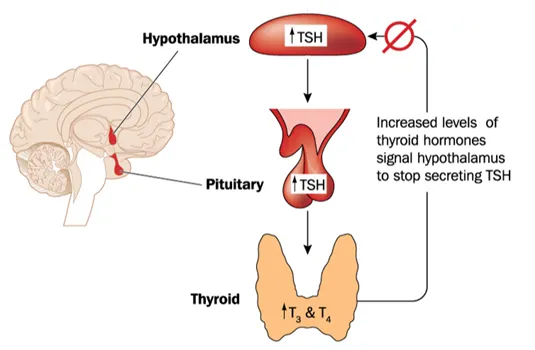 Hypothalamus
↑TSH
Increased levels of
thyroid hormones
signal hypothalamus
to stop secreting TSH
Pituitary
↑TSH
Thyroid
↑T₃ & T₄